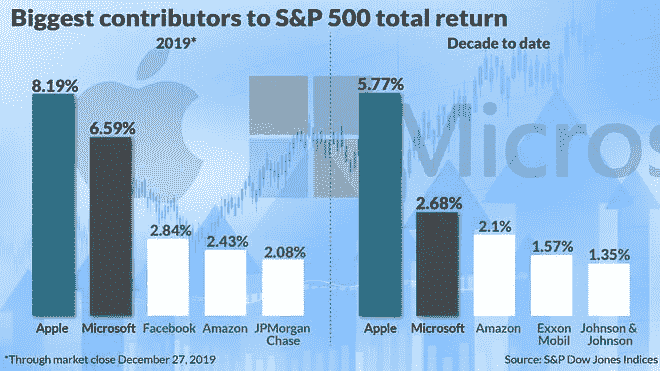 Biggest contributors to S&P 500 total return
2019*
8.19%
6.59%
2.84%
2.43%
2.08%
Apple
Microsoft
Facebook
Amazon
JPMorgan
Chase
Decade to date
5.77%
2.68%
2.1%
1.57%
1.35%
Apple
Microsoft
Amazon
Exxon
Mobil
Johnson &
Johnson
Micros
*Through market close December 27, 2019
Source: S&P Dow Jones Indices